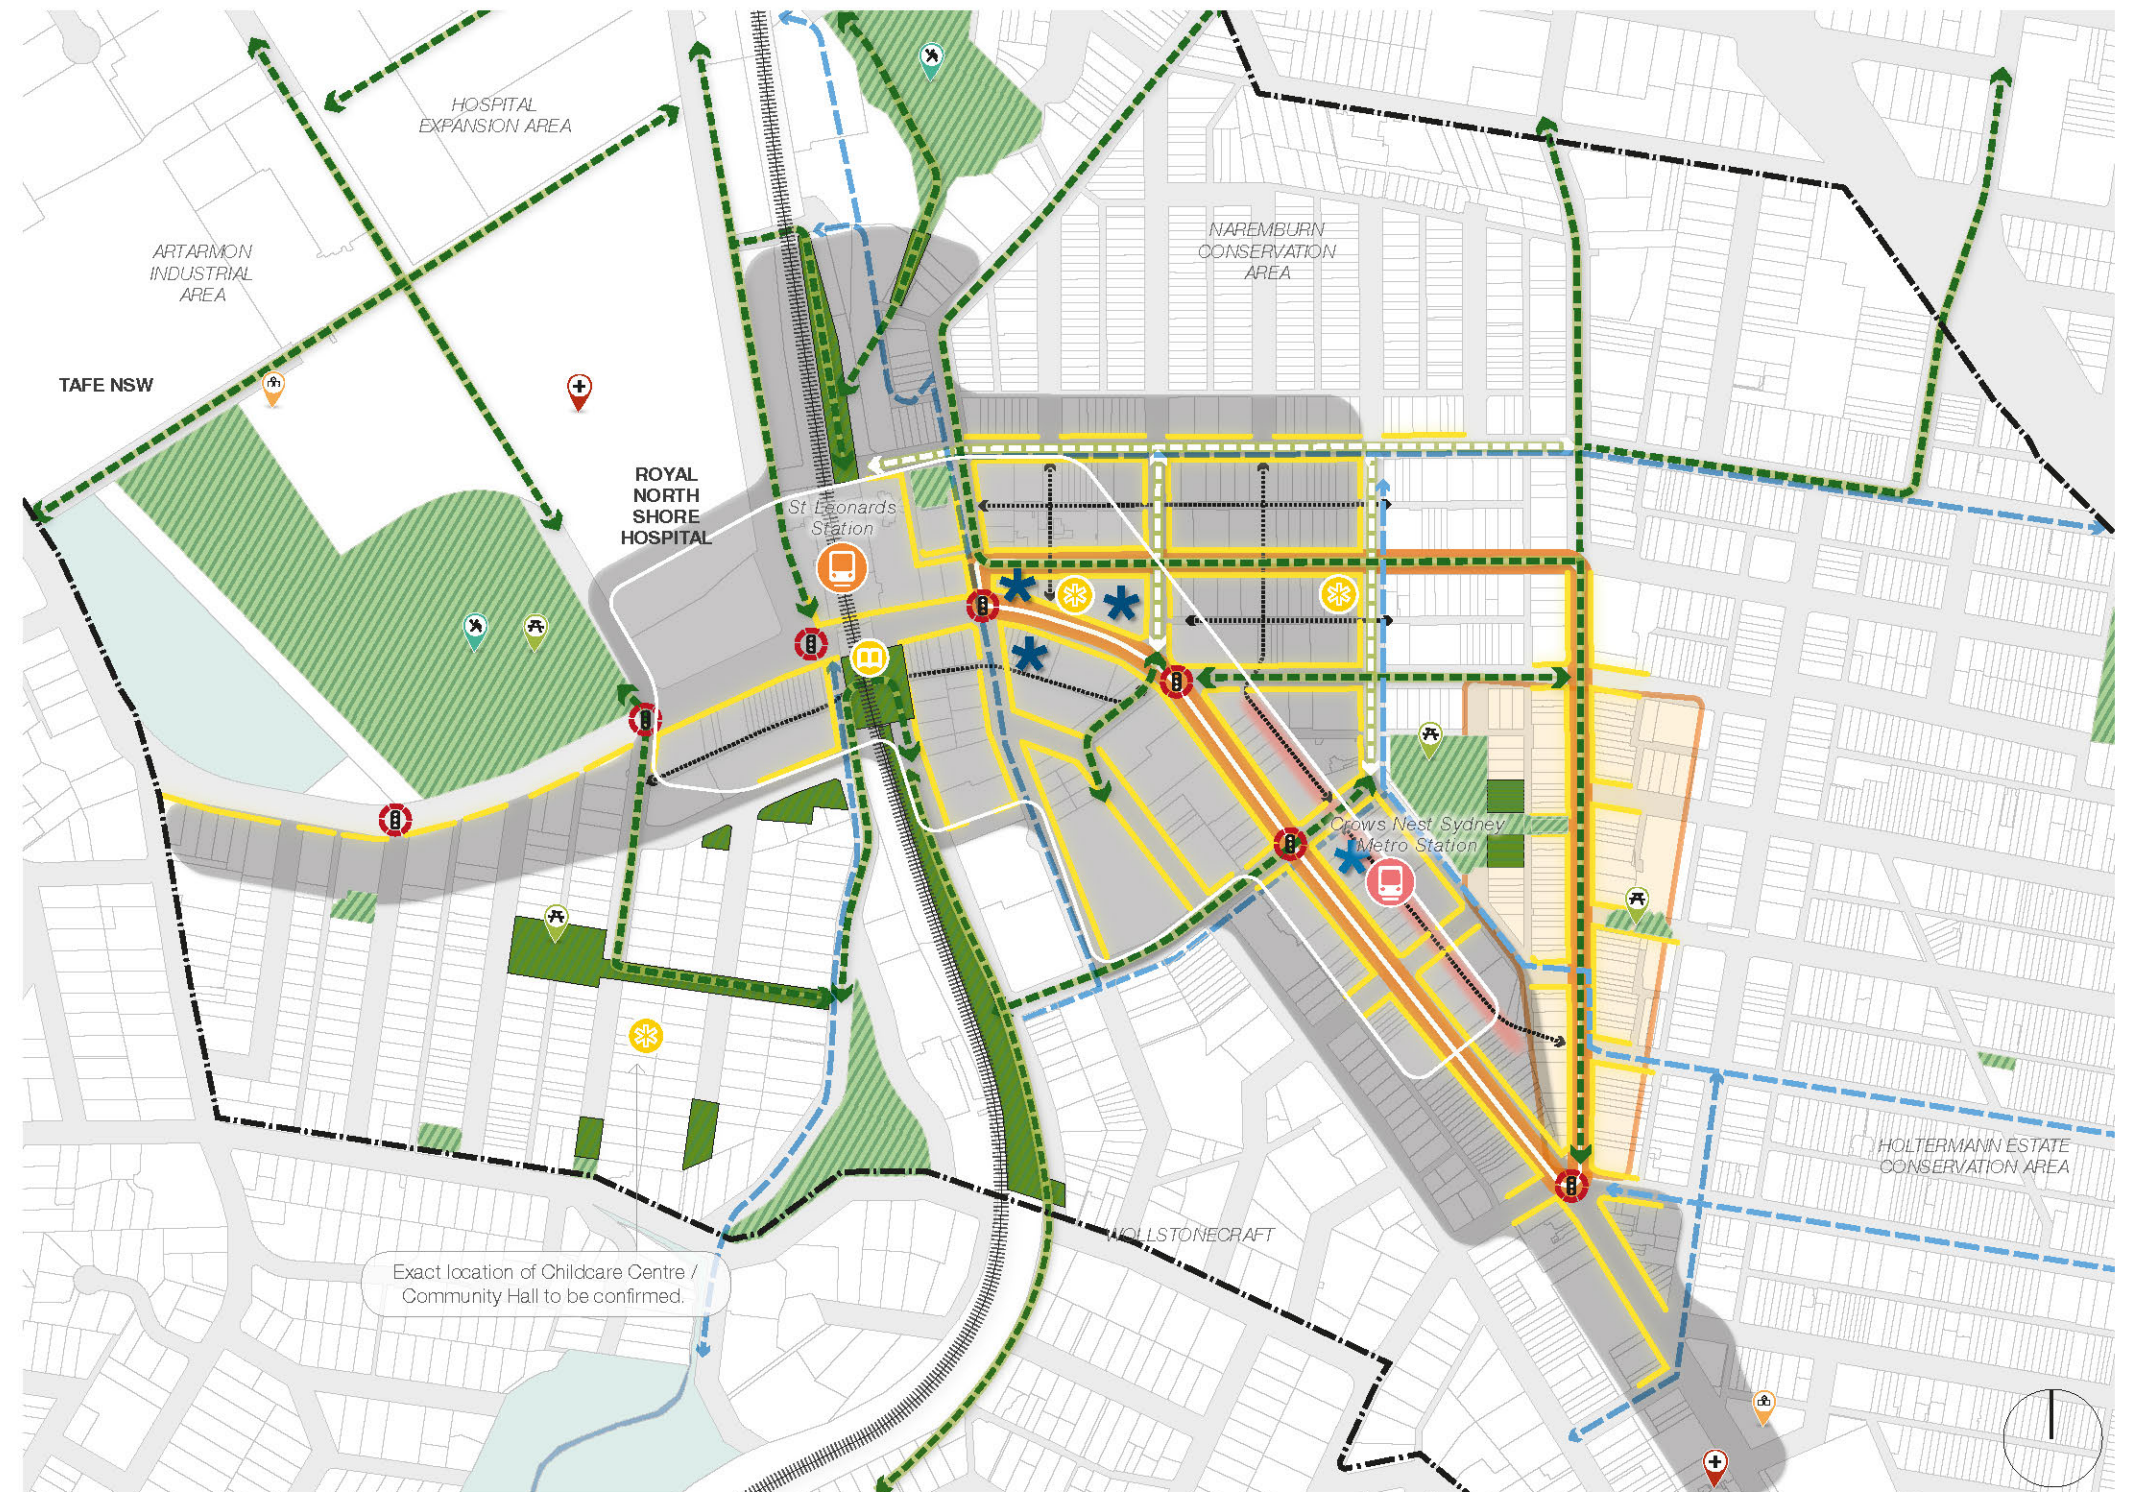 HOSPITAL
EXPANSION AREA
ARTARMON
INDUSTRIAL
AREA
NAREMBURN
CONSERVATION
AREA
TAFE NSW
ROYAL
NORTH
SHORE
HOSPITAL
St Leonards
Station
Crows Nest Sydney
Metro Station
HOLTERMANN ESTATE
CONSERVATION AREA
WOLLSTONECRAFT
Exact location of Childcare Centre /
Community Hall to be confirmed.